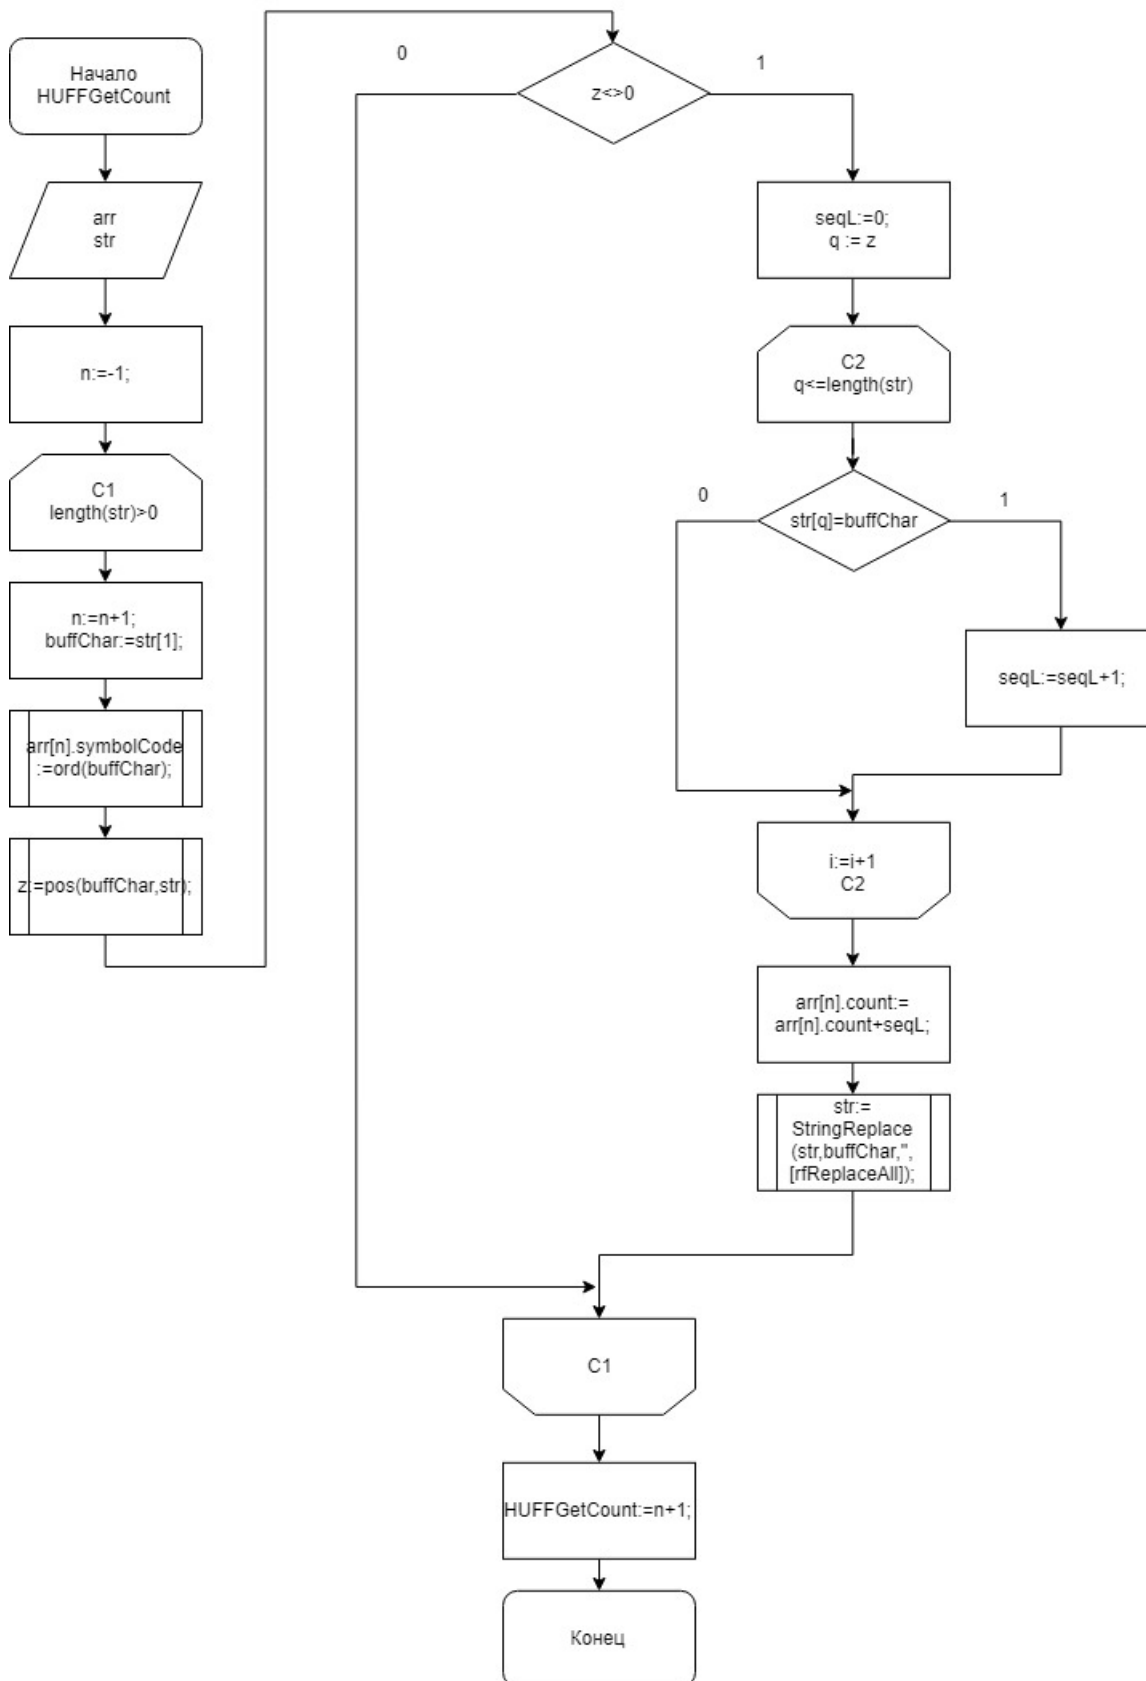 Начало
HUFFGetCount
arr
str
n:=-1;
C1
length(str)>0
n:=n+1;
buffChar:=str[1];
arr[n].symbolCode
:=ord(buffChar);
z:=pos(buffChar,str);
0
1
z<>0
seqL:=0;
q := z
C2
q<=length(str)
0
1
str[q]=buffChar
seqL:=seqL+1;
i:=i+1
C2
arr[n].count:=
arr[n].count+seqL;
str:=
StringReplace
(str,buffChar,'',
[rfReplaceAll]);
C1
HUFFGetCount:=n+1;
Конец